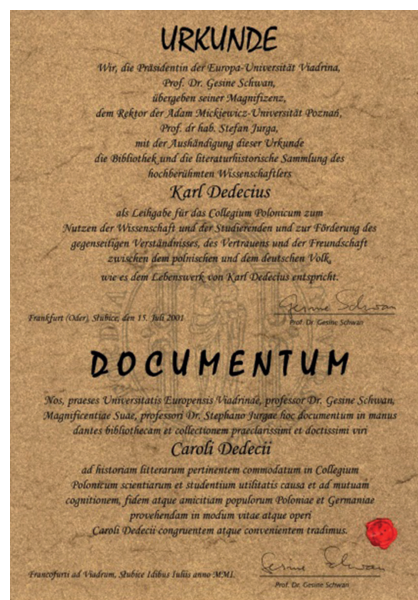 URKUNDE
Wir, die Präsidentin der Europa-Universität Viadrina,
Prof. Dr. Gesine Schwan,
übergeben seiner Magnifizenz,
dem Rektor der Adam Mickiewicz-Universität Poznań,
Prof. dr hab. Stefan Jurga,
mit der Aushändigung dieser Urkunde
die Bibliothek und die literaturhistorische Sammlung des
hochberühmten Wissenschaftlers
Karl Dedecius
als Leihgabe für das Collegium Polonicum zum
Nutzen der Wissenschaft und der Studierenden und zur Förderung des
gegenseitigen Verständnisses, des Vertrauens und der Freundschaft
zwischen dem polnischen und dem deutschen Volk,
wie es dem Lebenswerk von Karl Dedecius entspricht.
Gesine Schwan
Frankfurt (Oder), Słubice, den 15. Juli 2001
Prof. Dr. Gesine Schwan
DOCUMENTUM
Nos, praeses Universitatis Europensis Viadrinae, professor Dr. Gesine Schwan,
Magnificentiae Suae, professori Dr. Stephano Jurgae hoc documentum in manus
dantes bibliothecam et collectionem praeclarissimi et doctissimi viri
Caroli Dedecii
ad historiam litterarum pertinentem commodatum in Collegium
Polonicum scientiarum et studentium utilitatis causa et ad mutuam
cognitionem, fidem atque amicitiam populorum Poloniae et Germaniae
provehendam in modum vitae atque operi
Caroli Dedecii congruentem atque convenientem tradimus.
Gesine Schwan
Francofurti ad Viadrum, Słubice Idibus Iuliis anno MMI.
Prof. Dr. Gesine Schwan